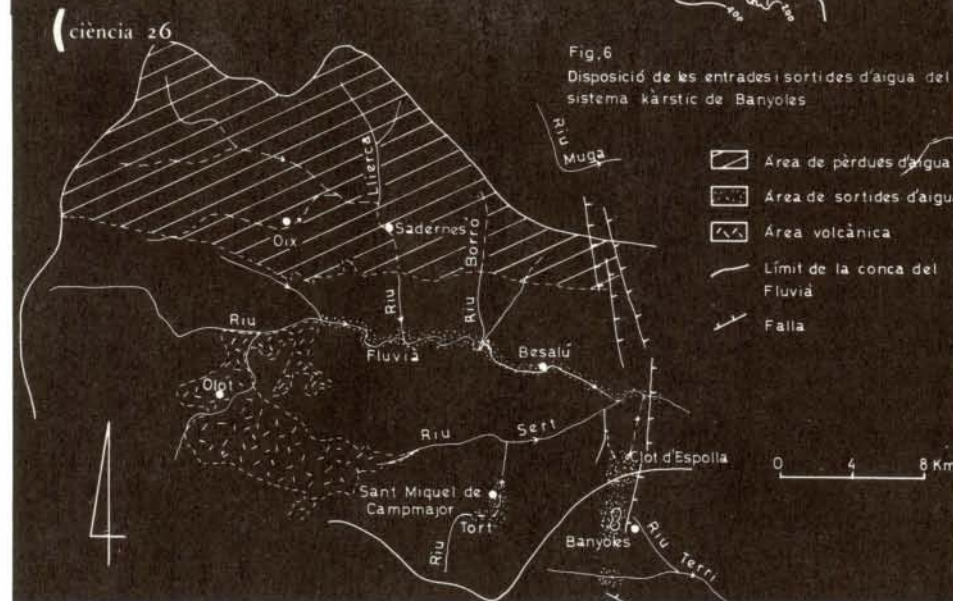 ciència 26
400
200
Fig,6
Disposició de les entrades i sortides d'aigua del
sistema kàrstic de Banyoles
Riu
Muga
Àrea de pèrdues d'aigua
Àrea de sortides d'aigua
Àrea volcànica
Límit de la conca del
Fluvià
Falla
Llierca
Oix
Sadernes
Borró
Riu
Riu
Riu
Fluvià
Besalú
Olot
Riu
Sert
Clot d'Espolla
0 4 8 Km
Sant Miquel de
Campmajor
Tort
Riu
Banyoles
Riu Terri